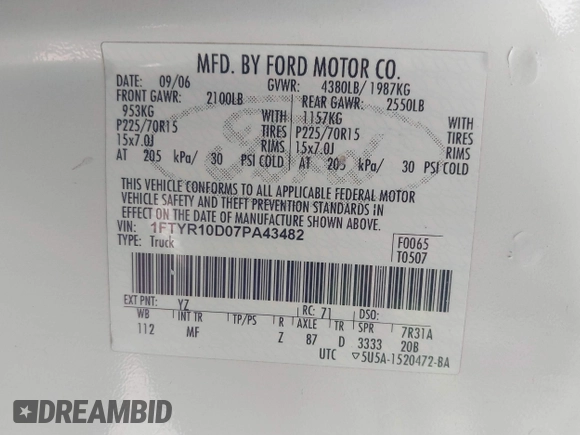 MFD. BY FORD MOTOR CO.
DATE: 09/06 GVWR: 4380LB/ 1987KG
FRONT GAWR: 2100LB REAR GAWR: 2550LB
953KG WITH 1157KG WITH
P225/70R15 TIRES P225/70R15 TIRES
15x7.0J RIMS 15x7.0J RIMS
AT 205 kPa/ 30 PSI COLD AT 205 kPa/ 30 PSI COLD
THIS VEHICLE CONFORMS TO ALL APPLICABLE FEDERAL MOTOR
VEHICLE SAFETY AND THEFT PREVENTION STANDARDS IN
EFFECT ON THE DATE OF MANUFACTURE SHOWN ABOVE.
VIN: 1FTYR10D07PA43482 F0065
TYPE: Truck T0507
EXT PNT: YZ RC: 71 DSO:
WB INT TR TP/PS R AXLE TR SPR 7R31A
112 MF Z 87 D 3333 20B
UTC ▽5U5A-1520472-BA
Ford
DREAMBID